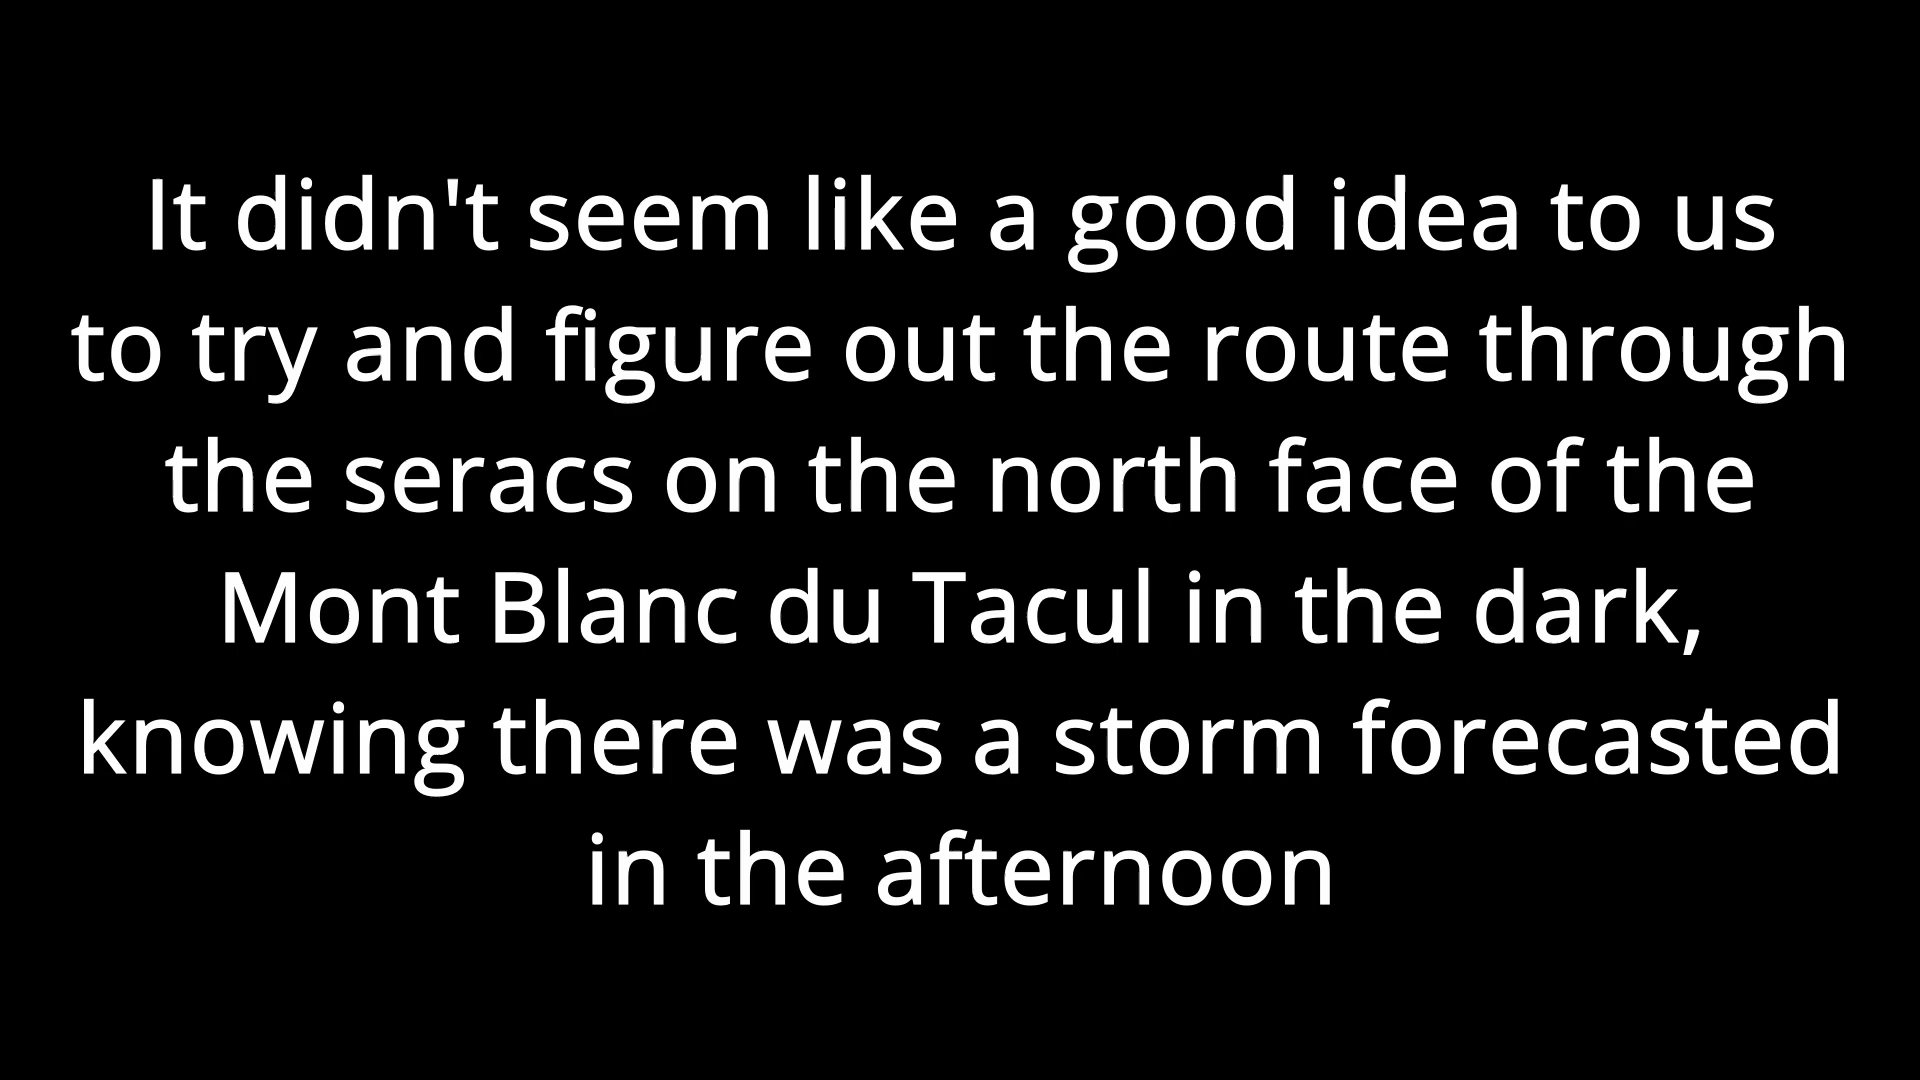 It didn't seem like a good idea to us
to try and figure out the route through
the seracs on the north face of the
Mont Blanc du Tacul in the dark,
knowing there was a storm forecasted
in the afternoon